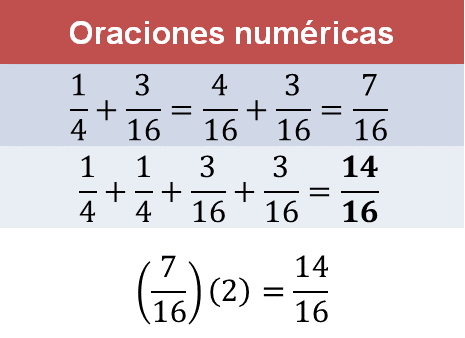 Oraciones numéricas
1/4 + 3/16 = 4/16 + 3/16 = 7/16
1/4 + 1/4 + 3/16 + 3/16 = 14/16
(7/16)(2) = 14/16